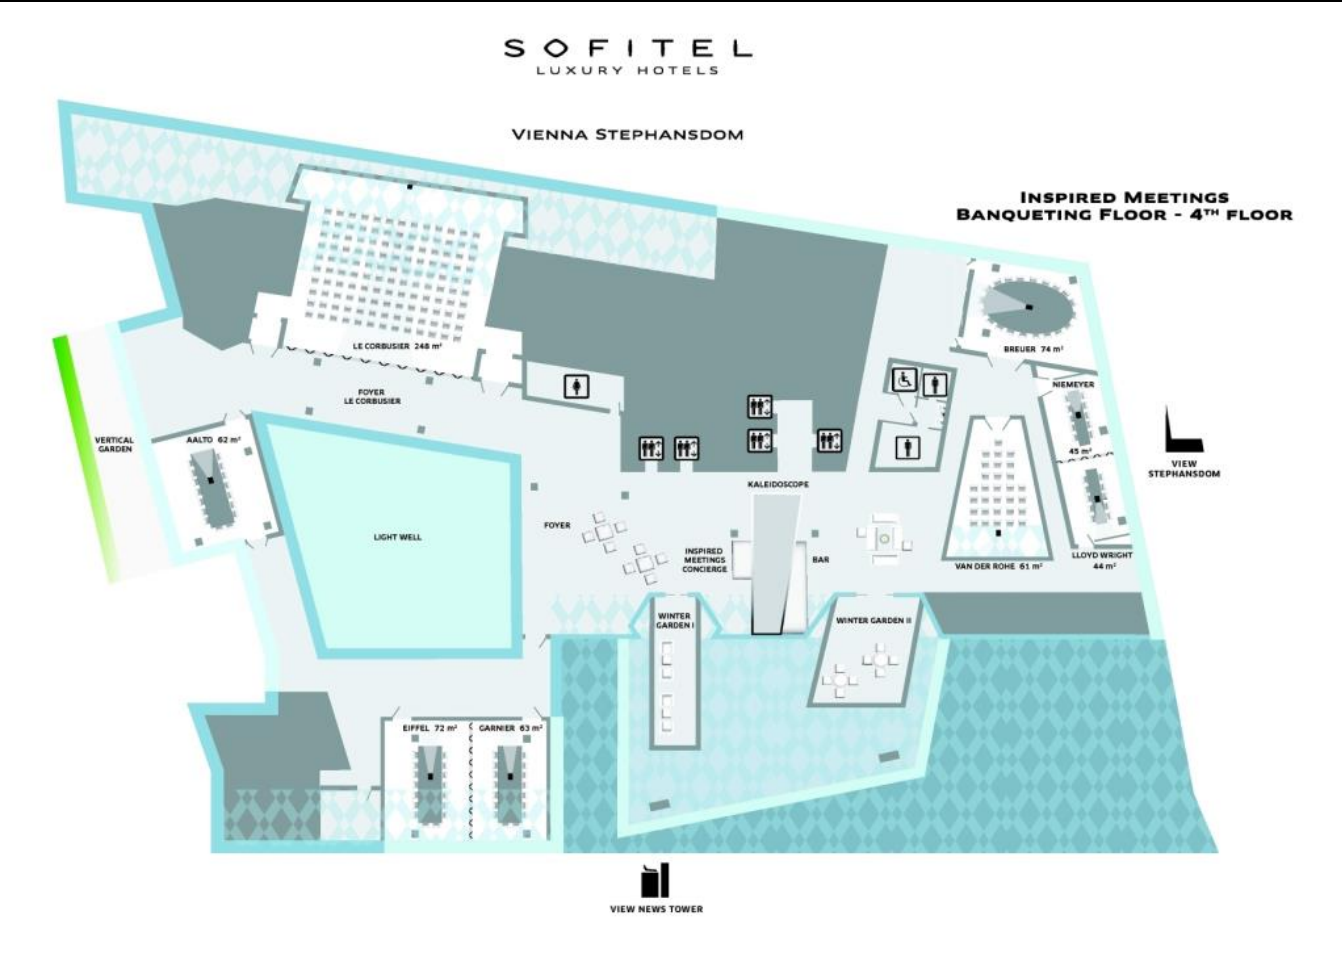 SOFITEL
LUXURY HOTELS
VIENNA STEPHANSDOM
INSPIRED MEETINGS
BANQUETING FLOOR - 4TH FLOOR
LE CORBUSIER 248 m²
FOYER
LE CORBUSIER
BREUER 74 m²
NIEMEYER
45 m²
VERTICAL
GARDEN
AALTO 62 m²
VIEW
STEPHANSDOM
KALEIDOSCOPE
LIGHT WELL
FOYER
INSPIRED
MEETINGS
CONCIERGE
BAR
VAN DER ROHE 61 m²
LLOYD WRIGHT
44 m²
WINTER
GARDEN I
WINTER GARDEN II
EIFFEL 72 m²
GARNIER 63 m²
VIEW NEWS TOWER